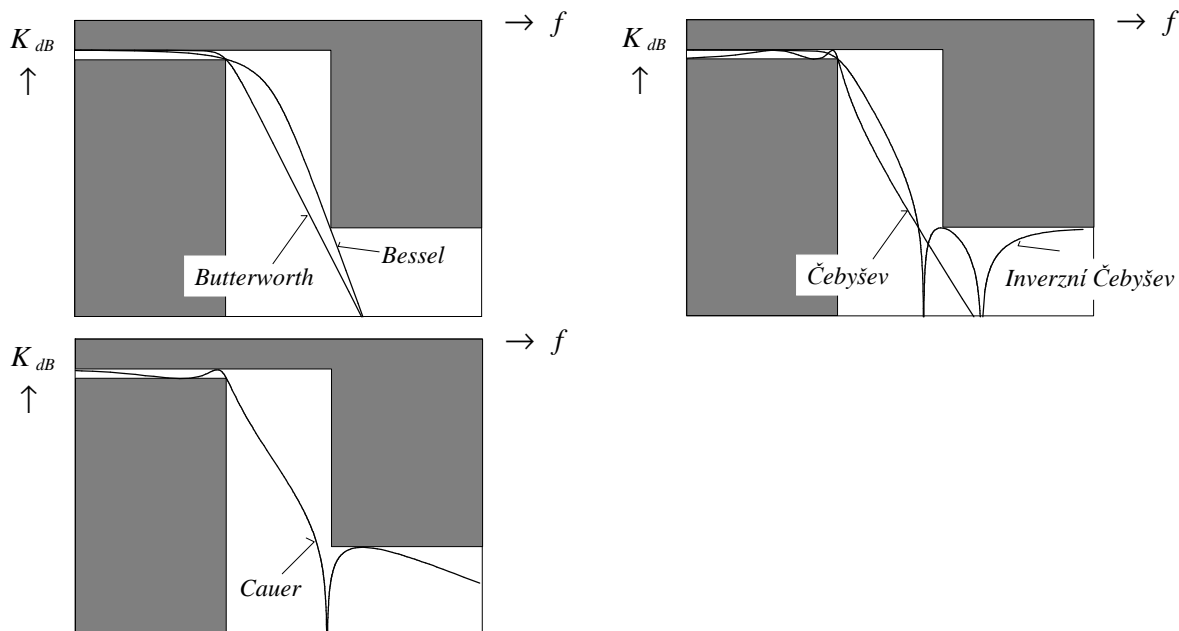 K dB
↑
→ f
Butterworth
Bessel
K dB
↑
→ f
Čebyšev
Inverzní Čebyšev
K dB
↑
→ f
Cauer